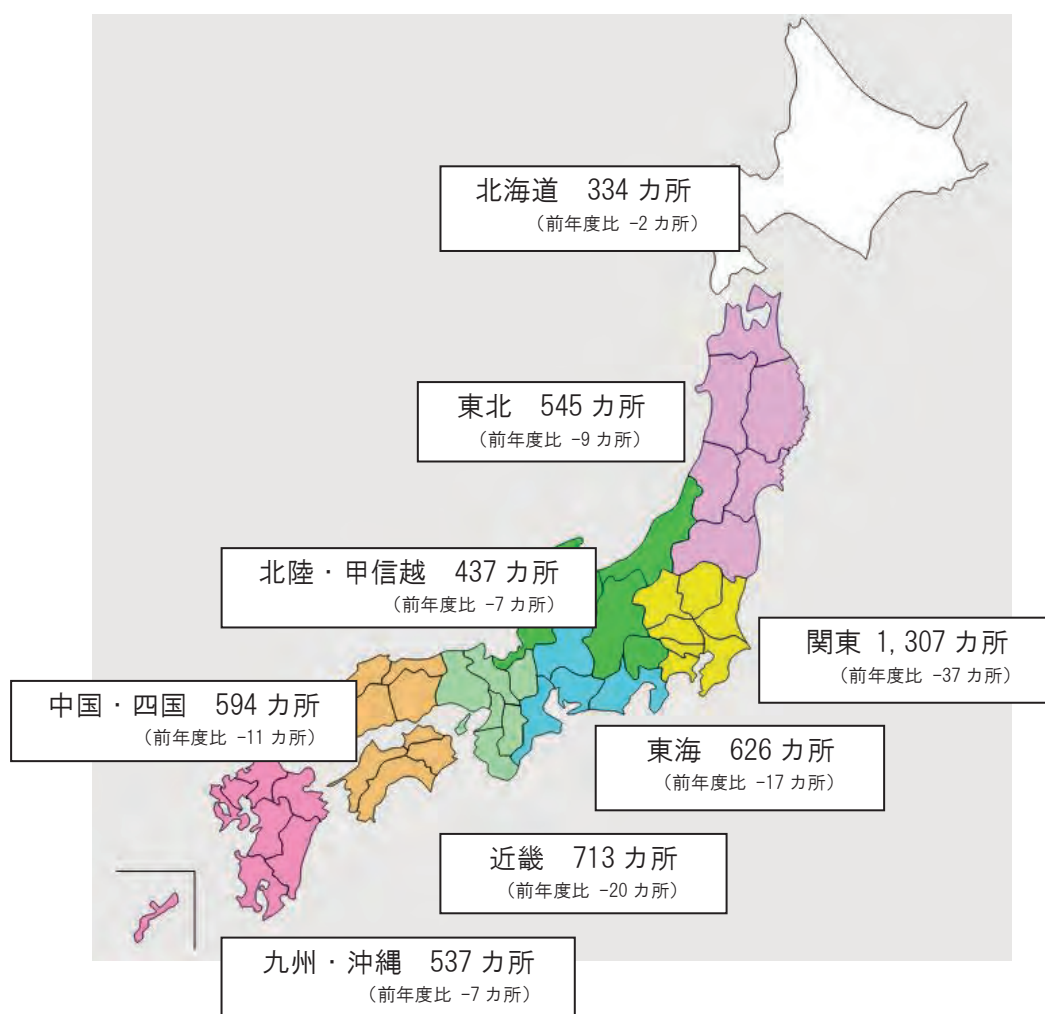 北海道　334 カ所
（前年度比 -2 カ所）
東北　545 カ所
（前年度比 -9 カ所）
北陸・甲信越　437 カ所
（前年度比 -7 カ所）
関東 1,307 カ所
（前年度比 -37 カ所）
中国・四国　594 カ所
（前年度比 -11 カ所）
東海　626 カ所
（前年度比 -17 カ所）
近畿　713 カ所
（前年度比 -20 カ所）
九州・沖縄　537 カ所
（前年度比 -7 カ所）